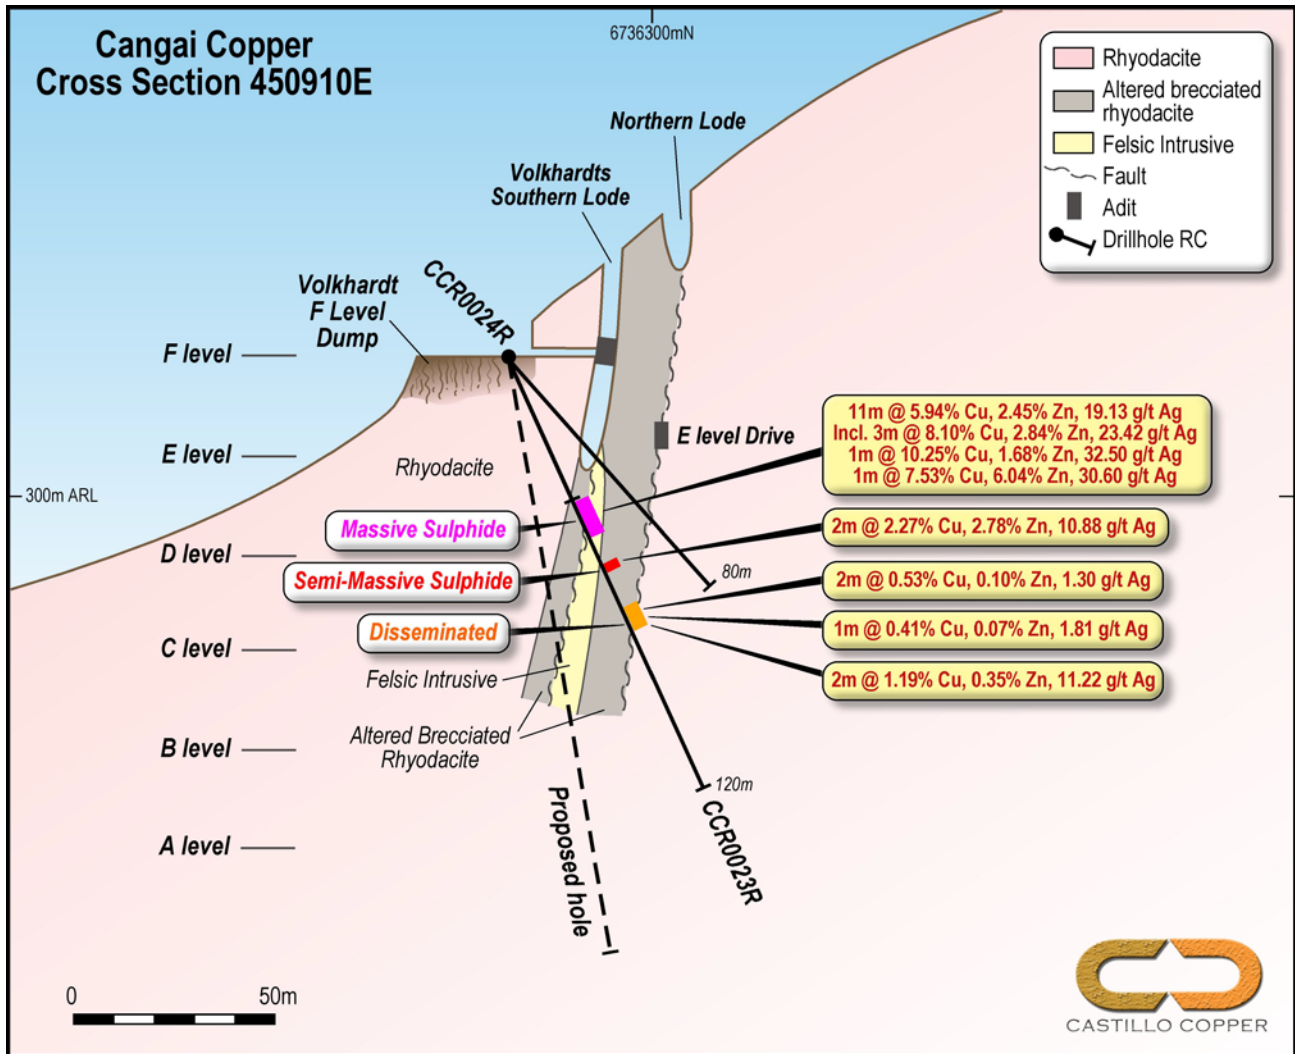 Cangai Copper
Cross Section 450910E
6736300mN
Rhyodacite
Altered brecciated
rhyodacite
Felsic Intrusive
Fault
Adit
Drillhole RC
Northern Lode
Volkhardts
Southern Lode
CCR0024R
Volkhardt
F Level
Dump
F level
E level
E level Drive
Rhyodacite
300m ARL
11m @ 5.94% Cu, 2.45% Zn, 19.13 g/t Ag
Incl. 3m @ 8.10% Cu, 2.84% Zn, 23.42 g/t Ag
1m @ 10.25% Cu, 1.68% Zn, 32.50 g/t Ag
1m @ 7.53% Cu, 6.04% Zn, 30.60 g/t Ag
Massive Sulphide
2m @ 2.27% Cu, 2.78% Zn, 10.88 g/t Ag
D level
Semi-Massive Sulphide
80m
2m @ 0.53% Cu, 0.10% Zn, 1.30 g/t Ag
Disseminated
1m @ 0.41% Cu, 0.07% Zn, 1.81 g/t Ag
C level
Felsic Intrusive
2m @ 1.19% Cu, 0.35% Zn, 11.22 g/t Ag
B level
Altered Brecciated
Rhyodacite
120m
CCR0023R
Proposed hole
A level
0 50m
CASTILLO COPPER